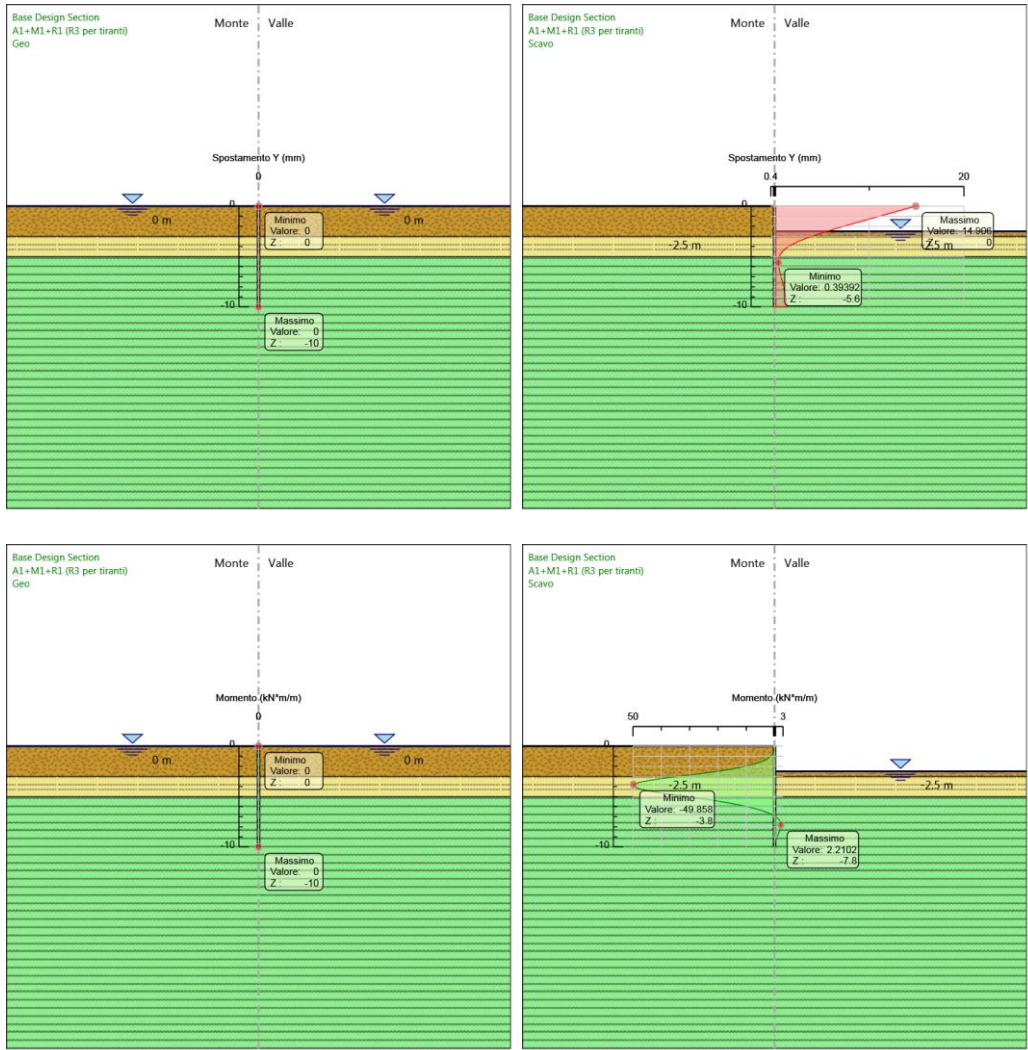 Base Design Section
A1+M1+R1 (R3 per tiranti)
Geo
Monte Valle
Spostamento Y (mm)
0
0
0 m
0 m
Minimo
Valore: 0
Z : 0
-10
Massimo
Valore: 0
Z : -10
Base Design Section
A1+M1+R1 (R3 per tiranti)
Scavo
Monte Valle
Spostamento Y (mm)
0.4 20
0
Massimo
Valore: 14.906
Z : 0
-2.5 m
-2.5 m
Minimo
Valore: 0.39392
Z : -5.6
-10
Base Design Section
A1+M1+R1 (R3 per tiranti)
Geo
Monte Valle
Momento (kN*m/m)
0
0
0 m
0 m
Minimo
Valore: 0
Z : 0
-10
Massimo
Valore: 0
Z : -10
Base Design Section
A1+M1+R1 (R3 per tiranti)
Scavo
Monte Valle
Momento (kN*m/m)
50 3
0
-2.5 m
-2.5 m
Minimo
Valore: -49.858
Z : -3.8
Massimo
Valore: 2.2102
Z : -7.8
-10